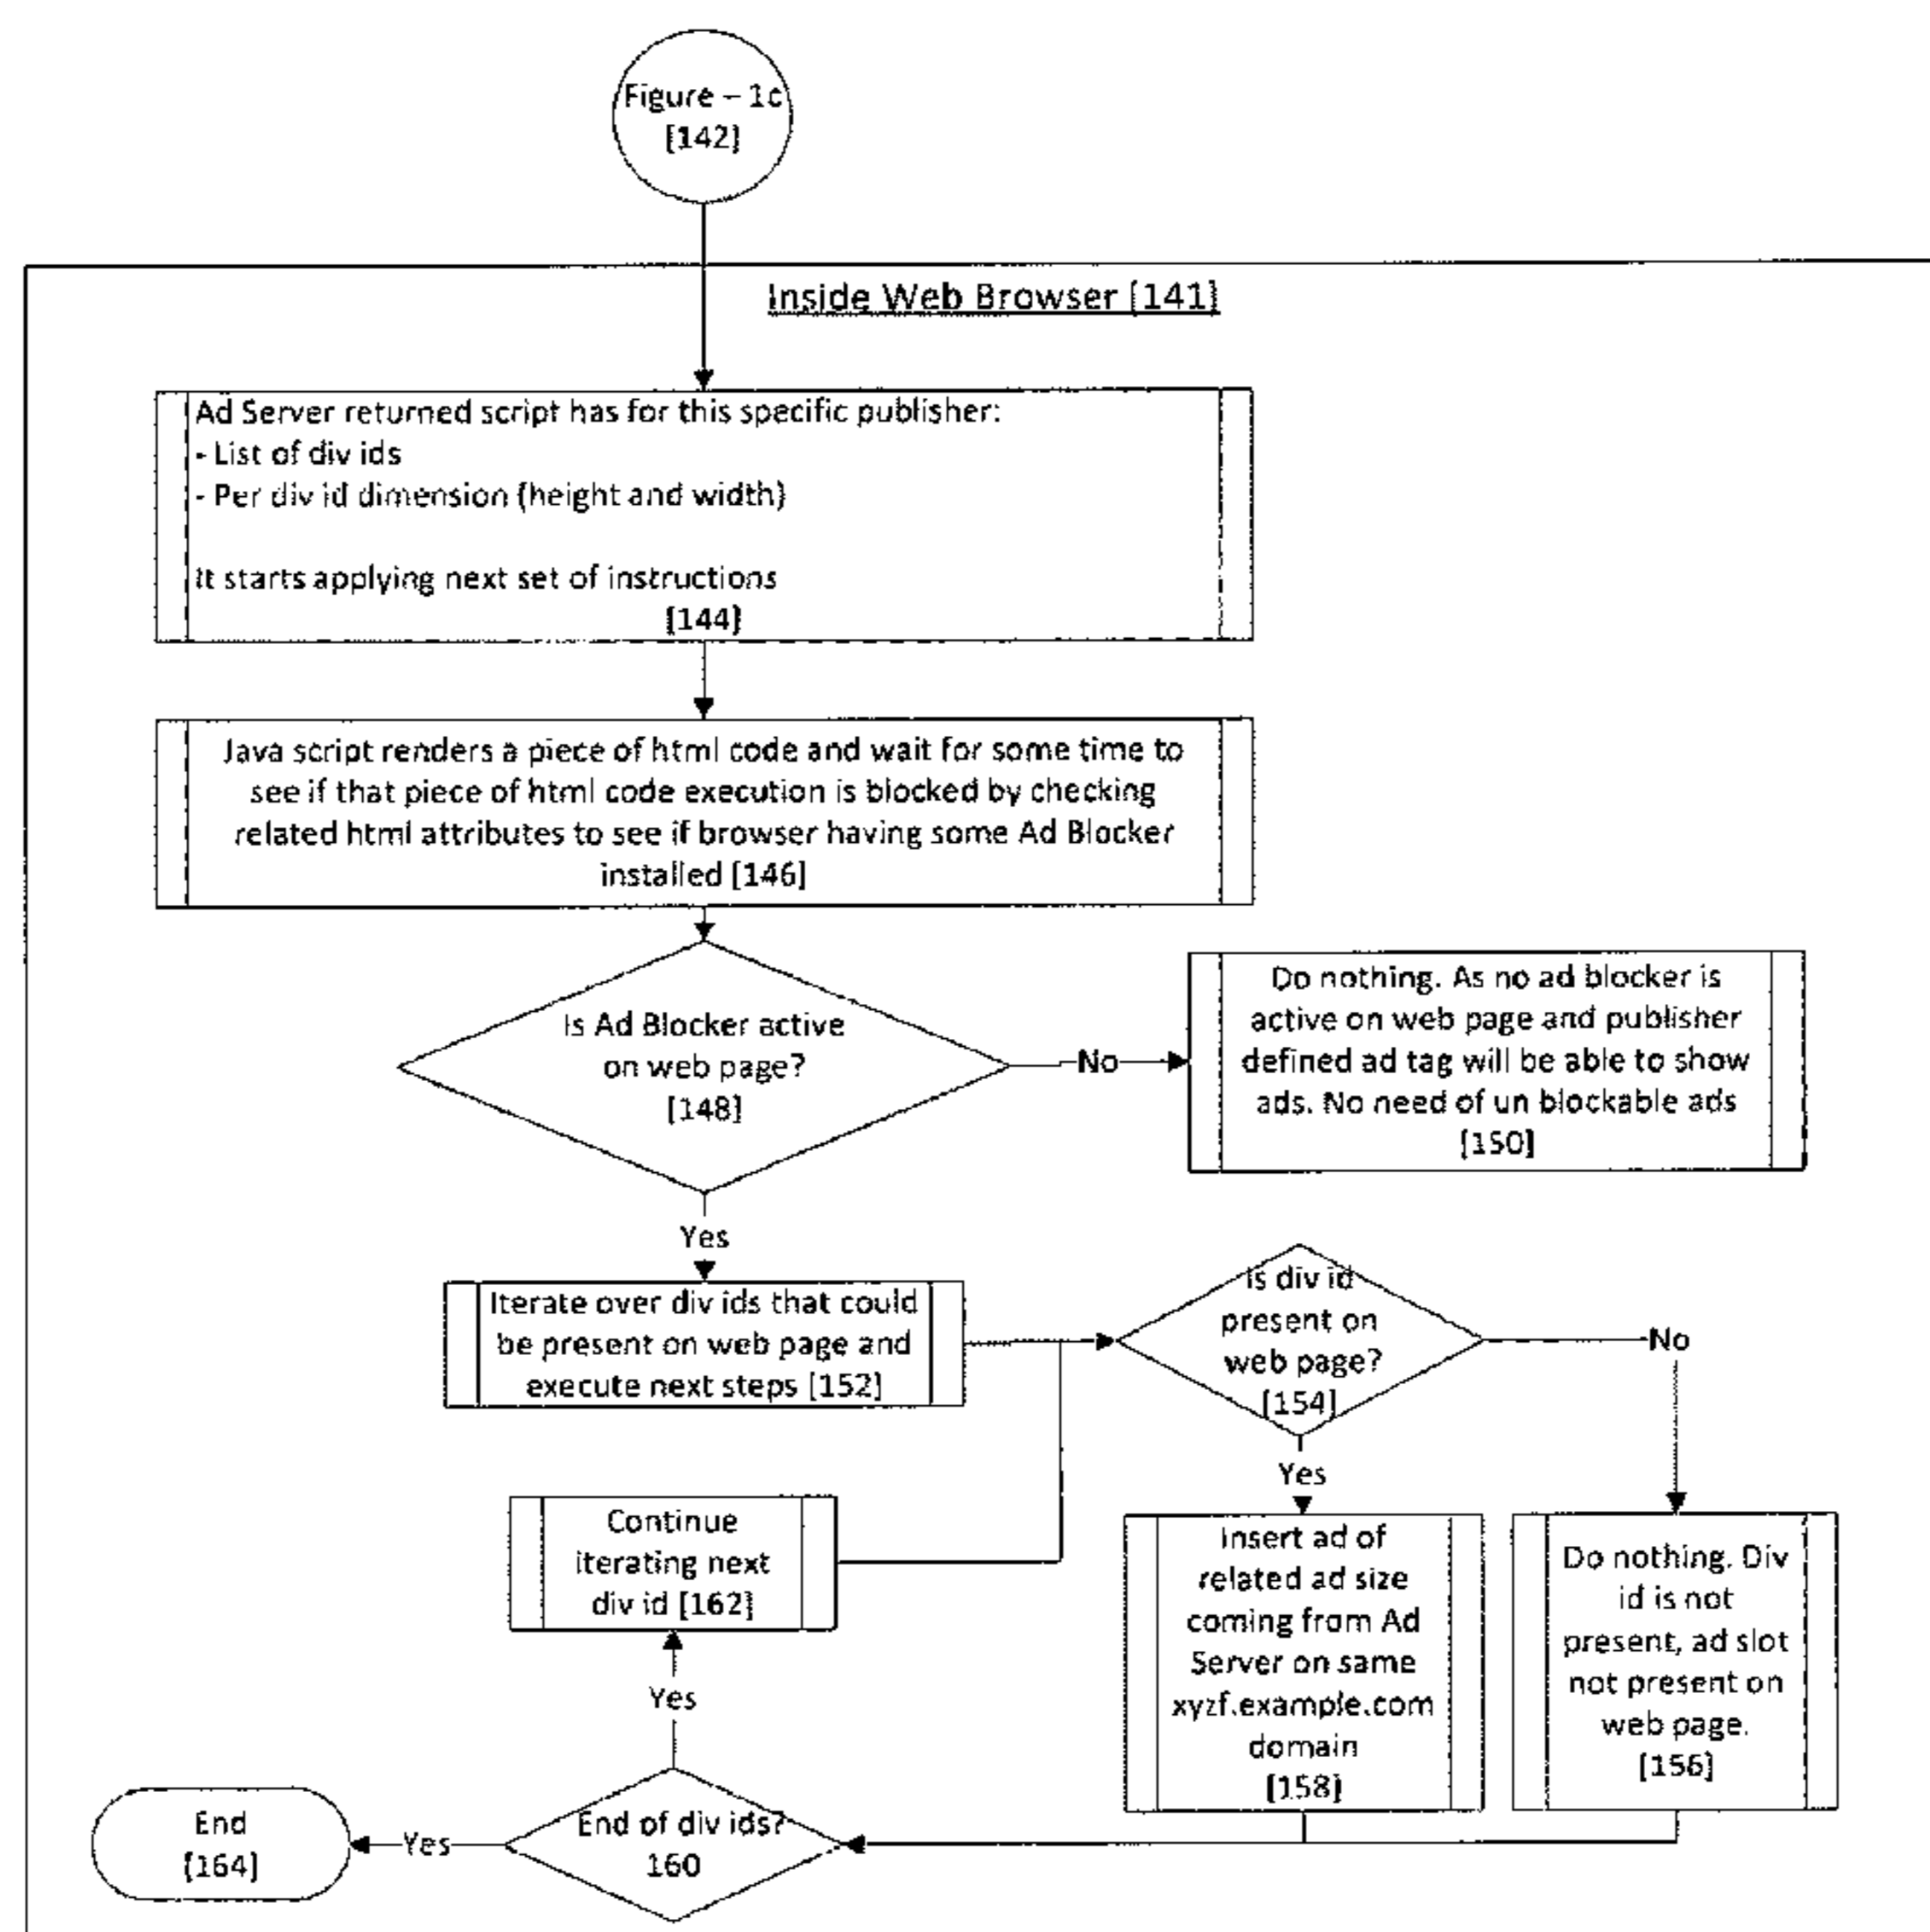 Figure – 1c
[142]
Inside Web Browser [141]
Ad Server returned script has for this specific publisher:
- List of div ids
- Per div id dimension (height and width)
It starts applying next set of instructions
[144]
Java script renders a piece of html code and wait for some time to
see if that piece of html code execution is blocked by checking
related html attributes to see if browser having some Ad Blocker
installed [146]
Is Ad Blocker active
on web page?
[148]
No
Do nothing. As no ad blocker is
active on web page and publisher
defined ad tag will be able to show
ads. No need of un blockable ads
[150]
Yes
Iterate over div ids that could
be present on web page and
execute next steps [152]
Is div id
present on
web page?
[154]
No
Yes
Continue
iterating next
div id [162]
Insert ad of
related ad size
coming from Ad
Server on same
xyzf.example.com
domain
[158]
Do nothing. Div
id is not
present, ad slot
not present on
web page.
[156]
Yes
End of div ids?
160
Yes
End
[164]